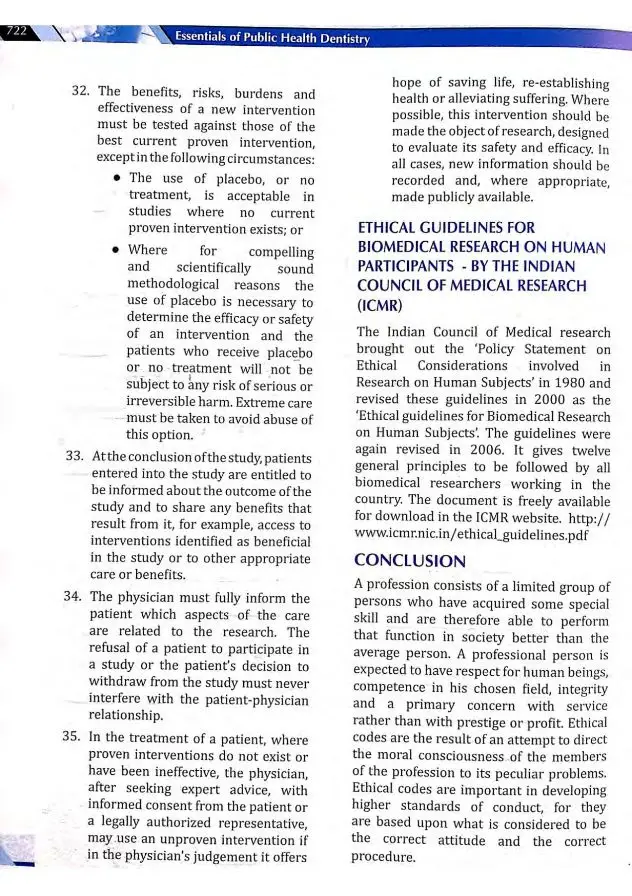 722
Essentials of Public Health Dentistry
32. The benefits, risks, burdens and
effectiveness of a new intervention
must be tested against those of the
best current proven intervention,
except in the following circumstances:
• The use of placebo, or no
treatment, is acceptable in
studies where no current
proven intervention exists; or
• Where for compelling
and scientifically sound
methodological reasons the
use of placebo is necessary to
determine the efficacy or safety
of an intervention and the
patients who receive placebo
or no treatment will not be
subject to any risk of serious or
irreversible harm. Extreme care
must be taken to avoid abuse of
this option.
33. At the conclusion of the study, patients
entered into the study are entitled to
be informed about the outcome of the
study and to share any benefits that
result from it, for example, access to
interventions identified as beneficial
in the study or to other appropriate
care or benefits.
34. The physician must fully inform the
patient which aspects of the care
are related to the research. The
refusal of a patient to participate in
a study or the patient's decision to
withdraw from the study must never
interfere with the patient-physician
relationship.
35. In the treatment of a patient, where
proven interventions do not exist or
have been ineffective, the physician,
after seeking expert advice, with
informed consent from the patient or
a legally authorized representative,
may use an unproven intervention if
in the physician's judgement it offers
hope of saving life, re-establishing
health or alleviating suffering. Where
possible, this intervention should be
made the object of research, designed
to evaluate its safety and efficacy. In
all cases, new information should be
recorded and, where appropriate,
made publicly available.
ETHICAL GUIDELINES FOR
BIOMEDICAL RESEARCH ON HUMAN
PARTICIPANTS - BY THE INDIAN
COUNCIL OF MEDICAL RESEARCH
(ICMR)
The Indian Council of Medical research
brought out the 'Policy Statement on
Ethical Considerations involved in
Research on Human Subjects' in 1980 and
revised these guidelines in 2000 as the
'Ethical guidelines for Biomedical Research
on Human Subjects'. The guidelines were
again revised in 2006. It gives twelve
general principles to be followed by all
biomedical researchers working in the
country. The document is freely available
for download in the ICMR website. http://
www.icmr.nic.in/ethical_guidelines.pdf
CONCLUSION
A profession consists of a limited group of
persons who have acquired some special
skill and are therefore able to perform
that function in society better than the
average person. A professional person is
expected to have respect for human beings,
competence in his chosen field, integrity
and a primary concern with service
rather than with prestige or profit. Ethical
codes are the result of an attempt to direct
the moral consciousness of the members
of the profession to its peculiar problems.
Ethical codes are important in developing
higher standards of conduct, for they
are based upon what is considered to be
the correct attitude and the correct
procedure.